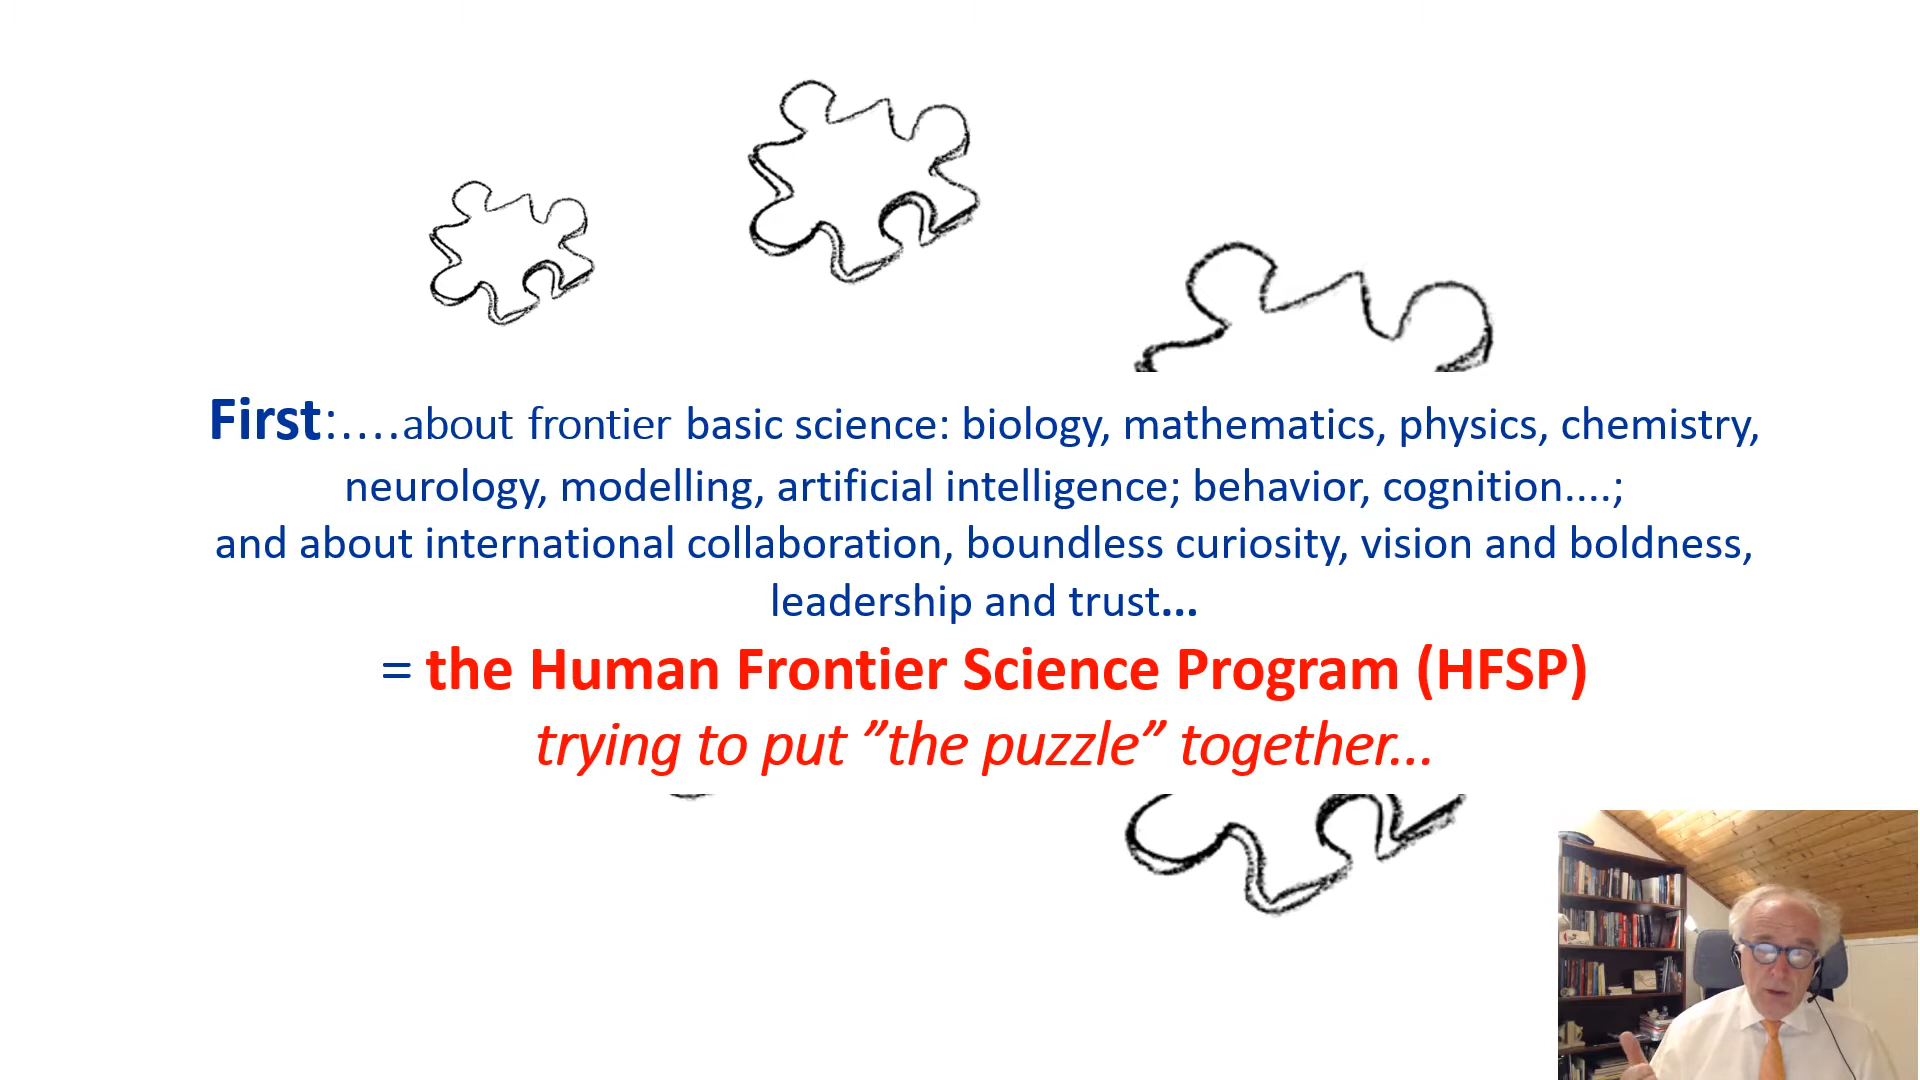 First:....about frontier basic science: biology, mathematics, physics, chemistry,
neurology, modelling, artificial intelligence; behavior, cognition....;
and about international collaboration, boundless curiosity, vision and boldness,
leadership and trust...
= the Human Frontier Science Program (HFSP)
trying to put ”the puzzle” together...